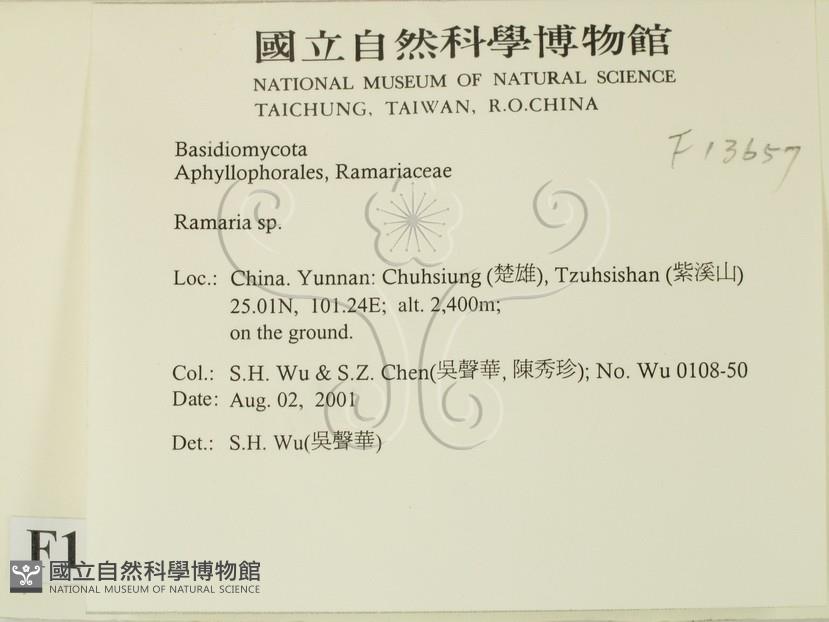 國立自然科學博物館
NATIONAL MUSEUM OF NATURAL SCIENCE
TAICHUNG, TAIWAN, R.O.CHINA
F13657
Basidiomycota
Aphyllophorales, Ramariaceae
Ramaria sp.
Loc.: China. Yunnan: Chuhsiung (楚雄), Tzuhsishan (紫溪山)
25.01N, 101.24E; alt. 2,400m;
on the ground.
Col.: S.H. Wu & S.Z. Chen(吳聲華, 陳秀珍); No. Wu 0108-50
Date: Aug. 02, 2001
Det.: S.H. Wu(吳聲華)
F1
國立自然科學博物館
NATIONAL MUSEUM OF NATURAL SCIENCE